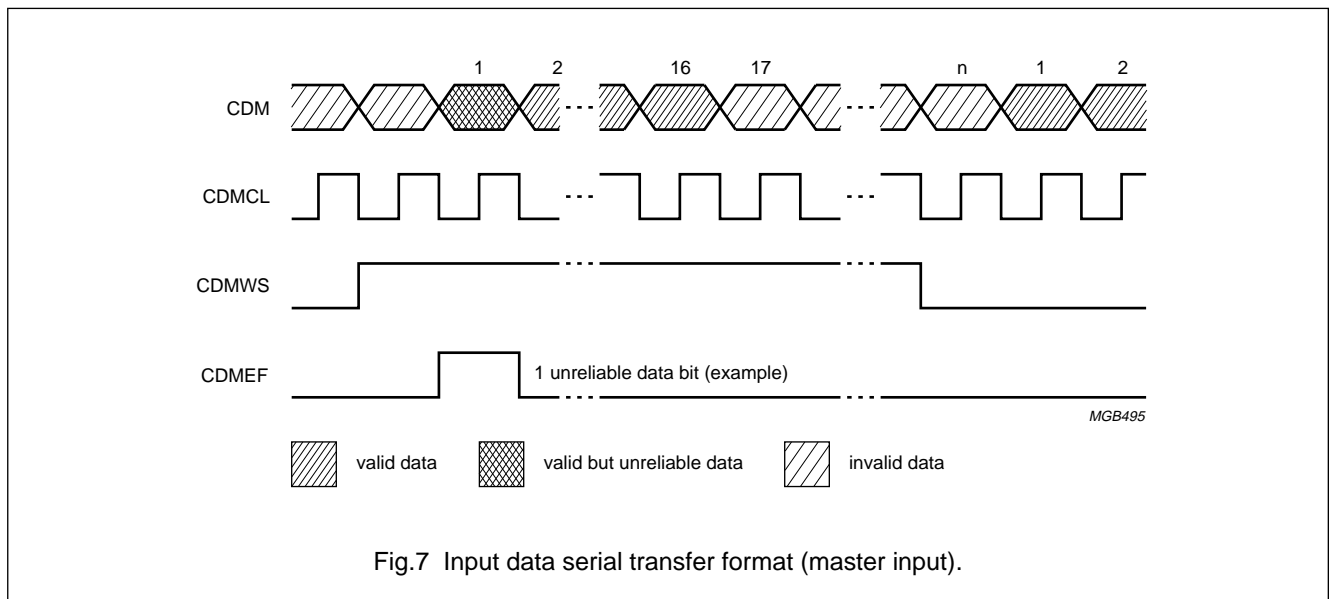 1 2 16 17 n 1 2
CDM
CDMCL
CDMWS
CDMEF
1 unreliable data bit (example)
MGB495
valid data
valid but unreliable data
invalid data
Fig.7 Input data serial transfer format (master input).